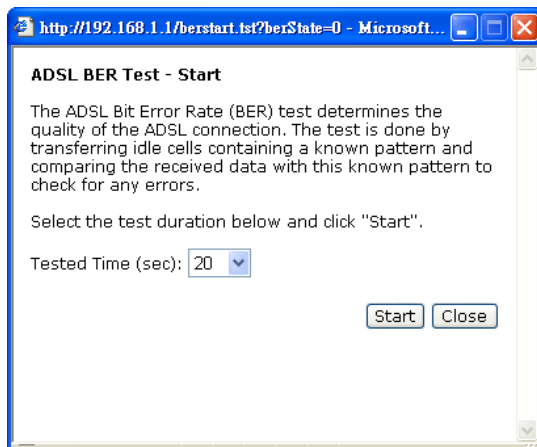 http://192.168.1.1/berstart.tst?berState=0 - Microsoft...
ADSL BER Test - Start
The ADSL Bit Error Rate (BER) test determines the
quality of the ADSL connection. The test is done by
transferring idle cells containing a known pattern and
comparing the received data with this known pattern to
check for any errors.
Select the test duration below and click "Start".
Tested Time (sec): 20
Start Close